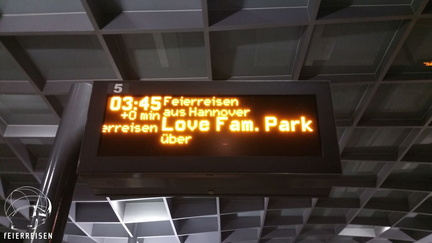 5
03:45 Feierreisen
+0 min aus Hannover
erreisen Love Fam. Park
über
FEIERREISEN